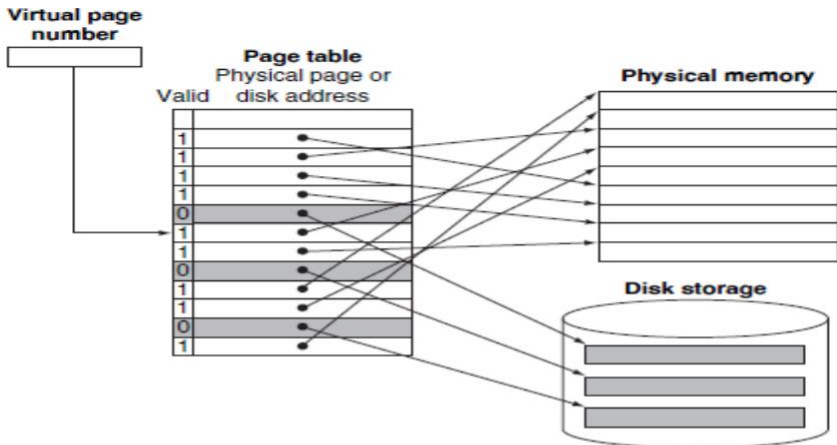 Virtual page
number
Page table
Physical page or
Valid disk address
Physical memory
1
1
1
1
0
1
1
0
1
1
0
1
Disk storage